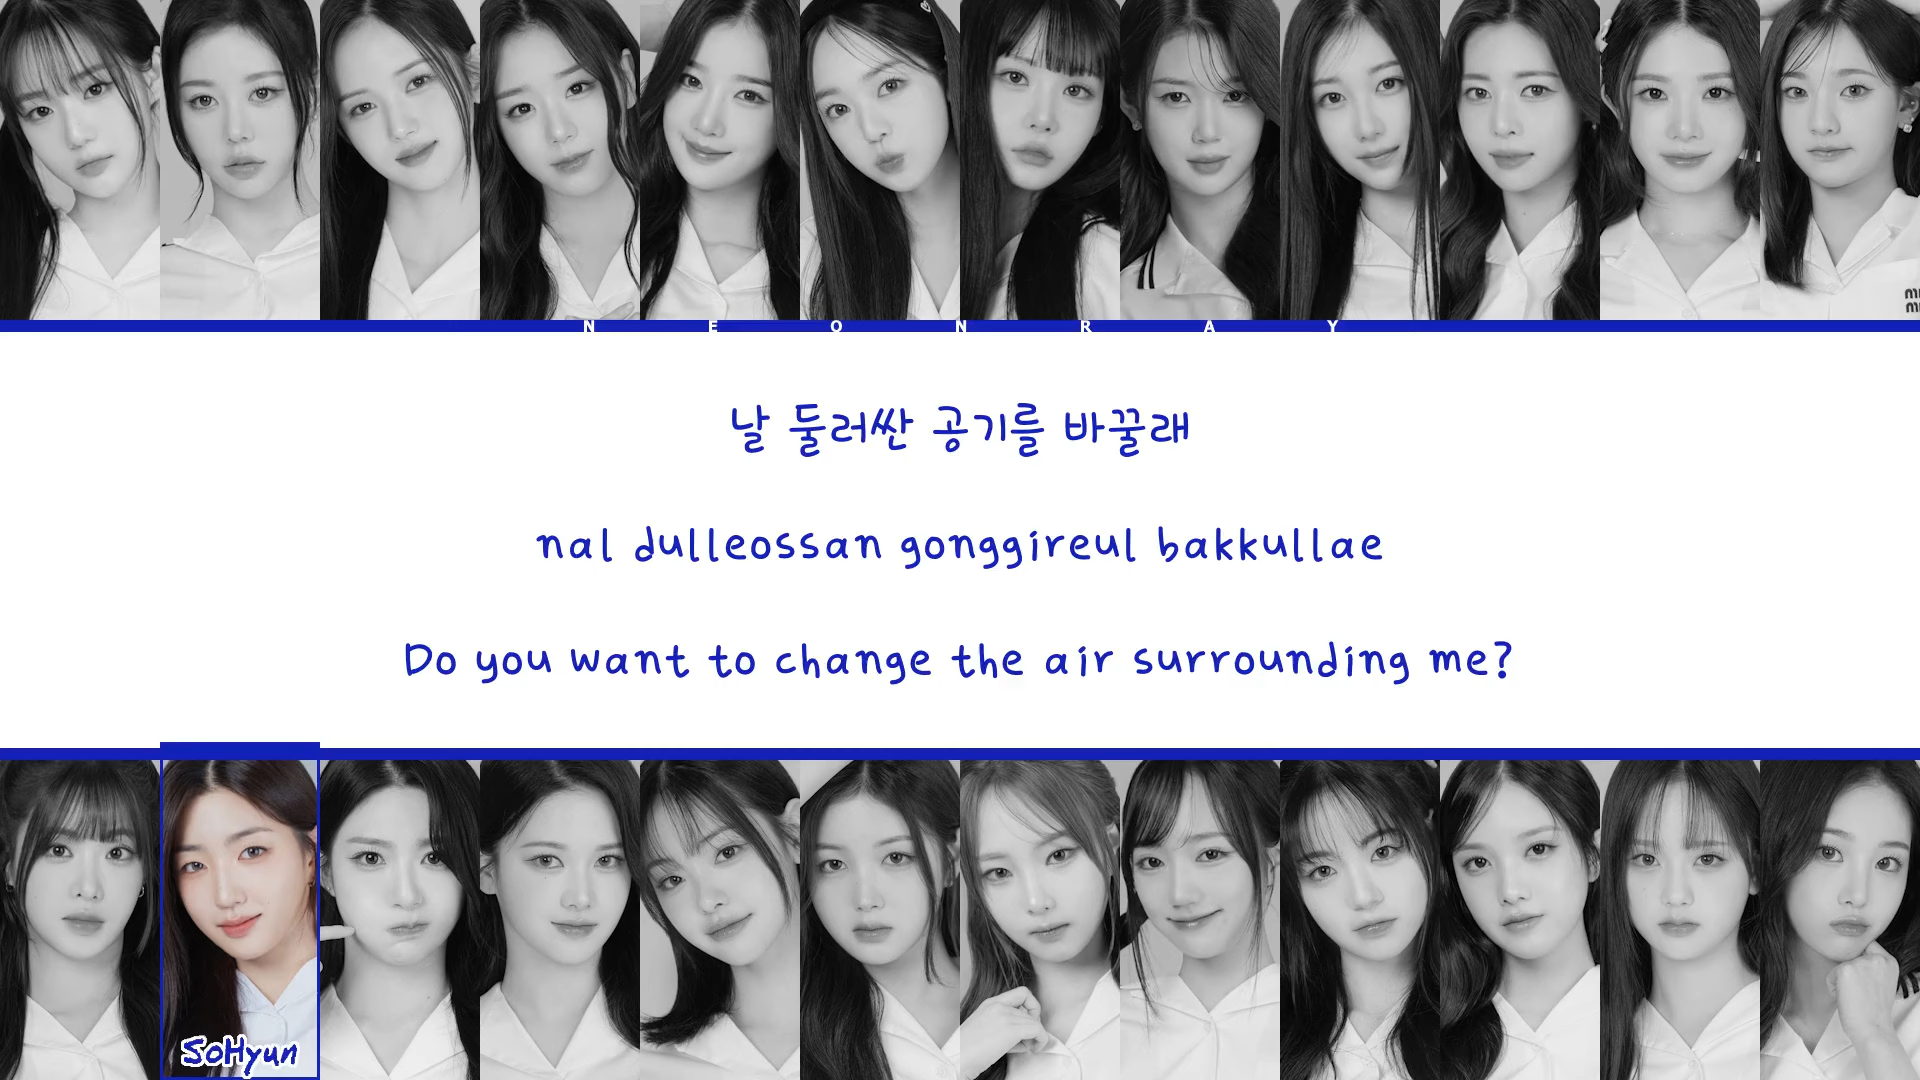 N E O N R A Y
날 둘러싼 공기를 바꿀래
nal dulleossan gonggireul bakkullae
Do you want to change the air surrounding me?
SoHyun